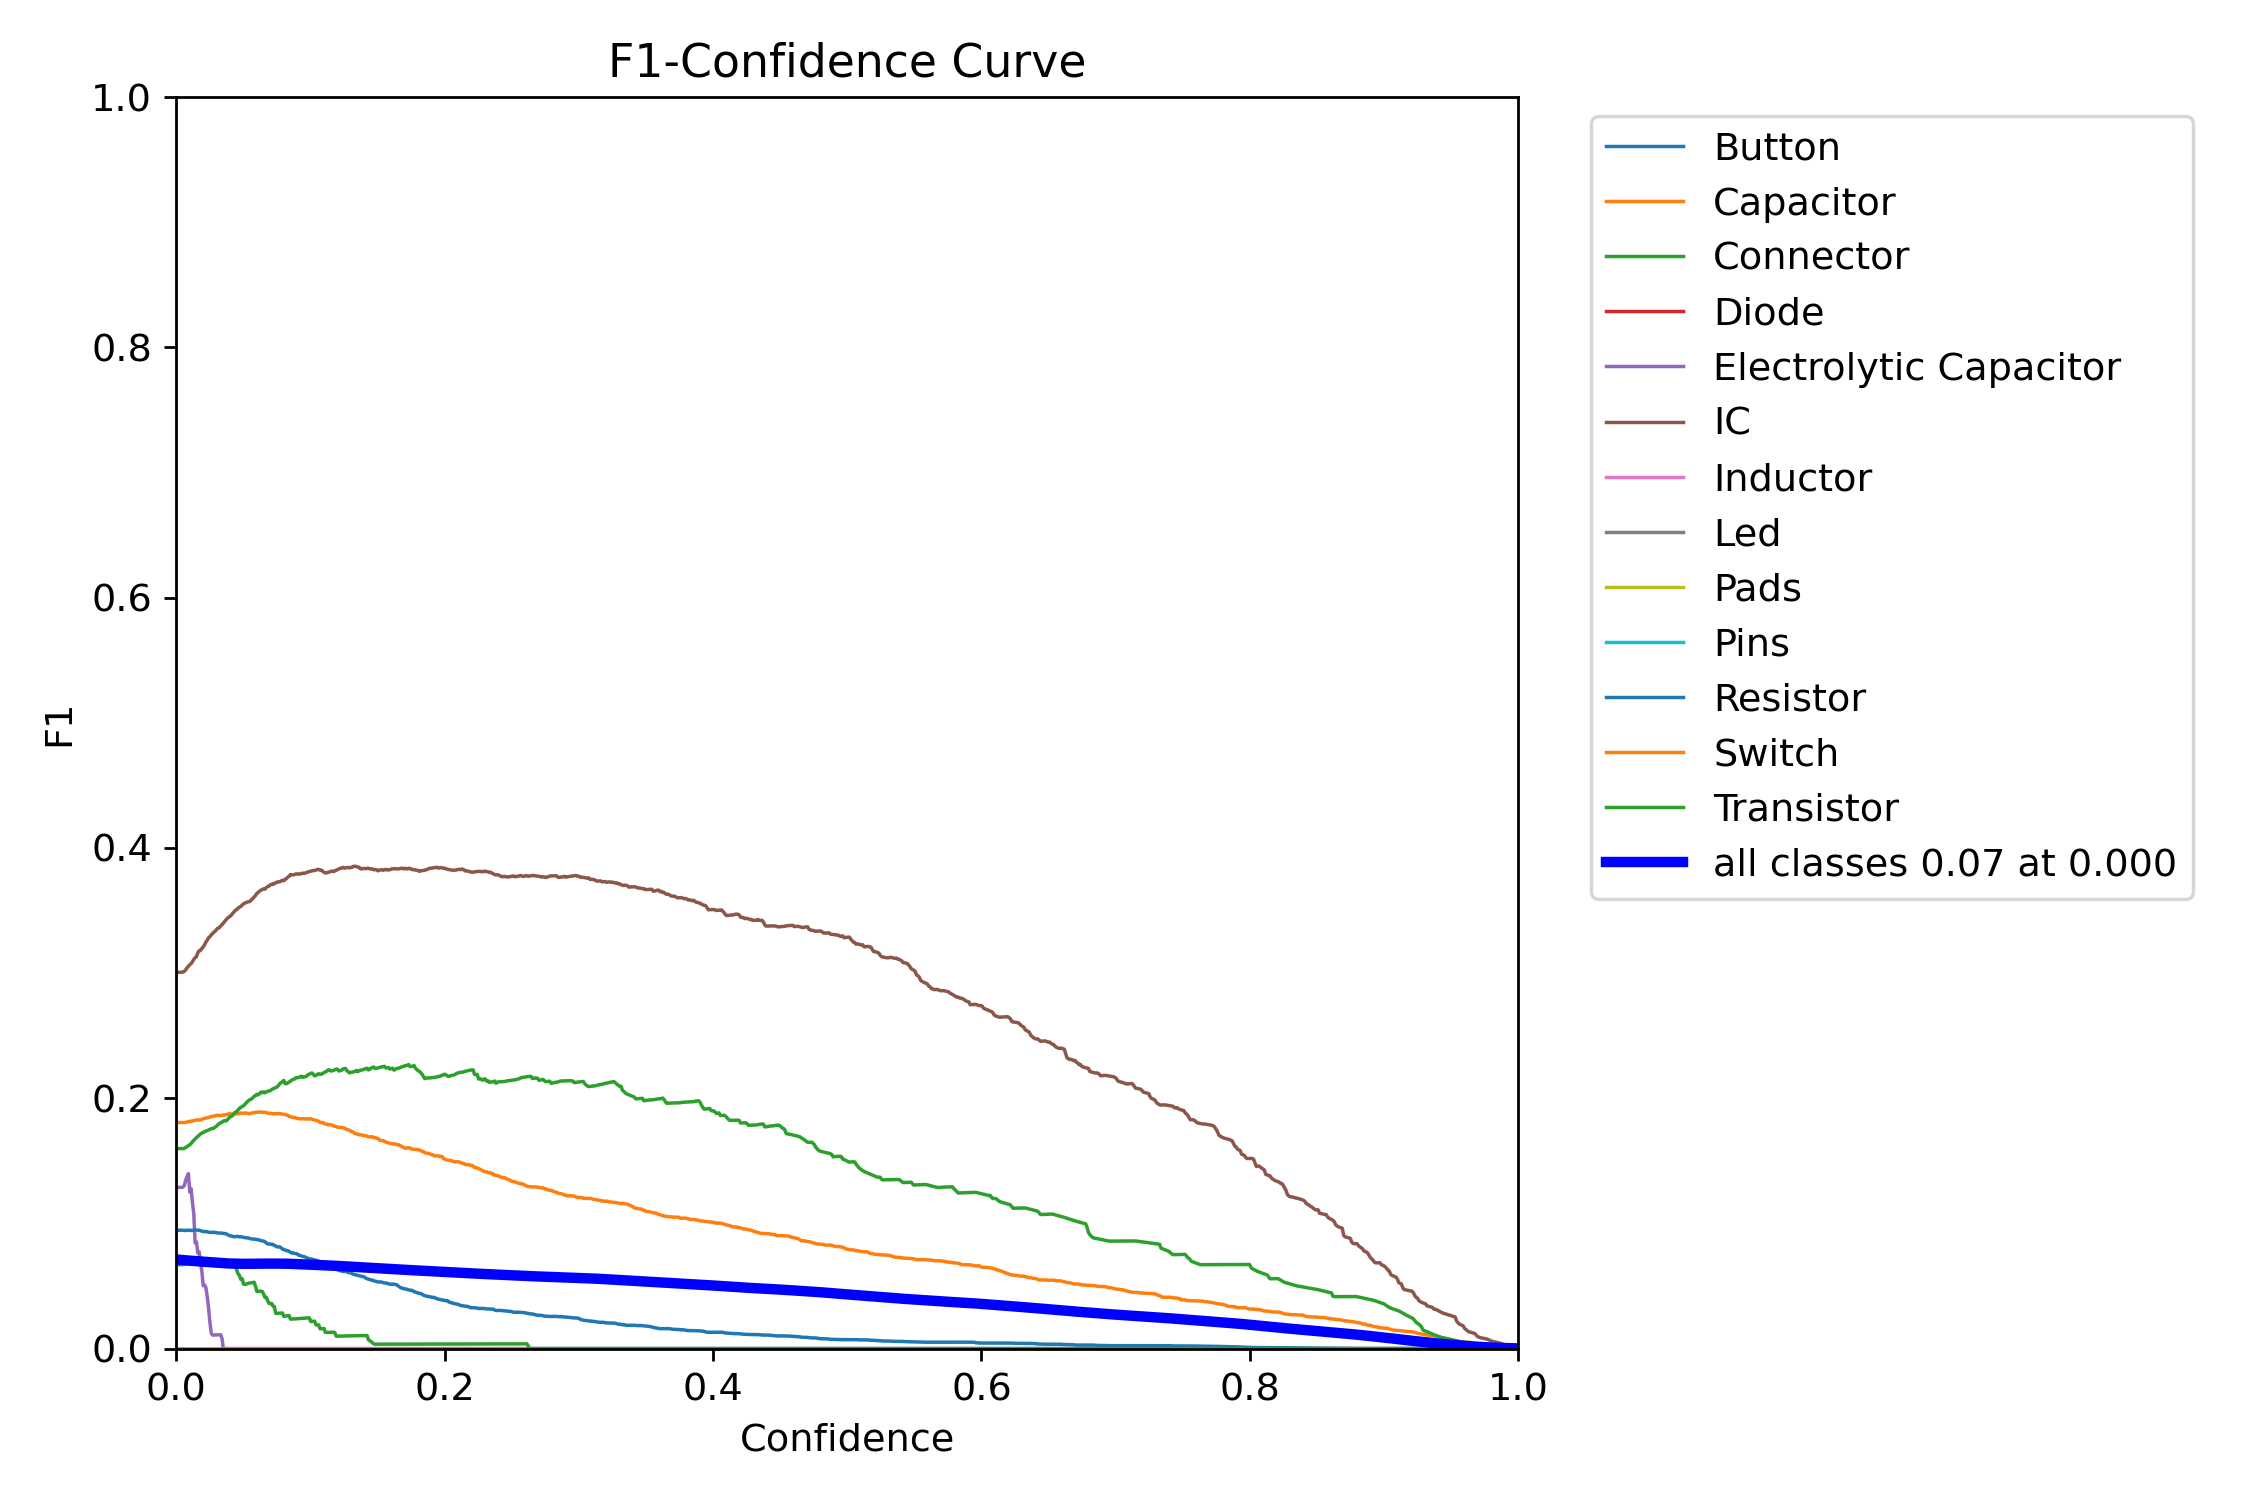 F1-Confidence Curve
1.0
0.8
0.6
0.4
0.2
0.0
F1
0.0 0.2 0.4 0.6 0.8 1.0
Confidence
Button
Capacitor
Connector
Diode
Electrolytic Capacitor
IC
Inductor
Led
Pads
Pins
Resistor
Switch
Transistor
all classes 0.07 at 0.000